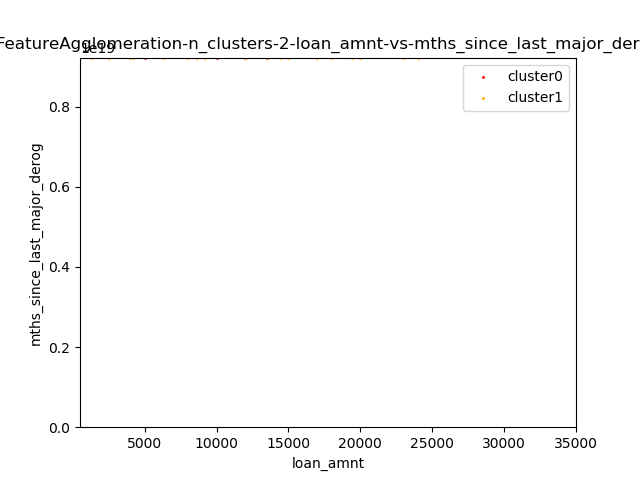 FeatureAgglomeration-n_clusters-2-loan_amnt-vs-mths_since_last_major_der
1e19
cluster0
cluster1
0.8
0.6
0.4
0.2
0.0
mths_since_last_major_derog
5000 10000 15000 20000 25000 30000 35000
loan_amnt